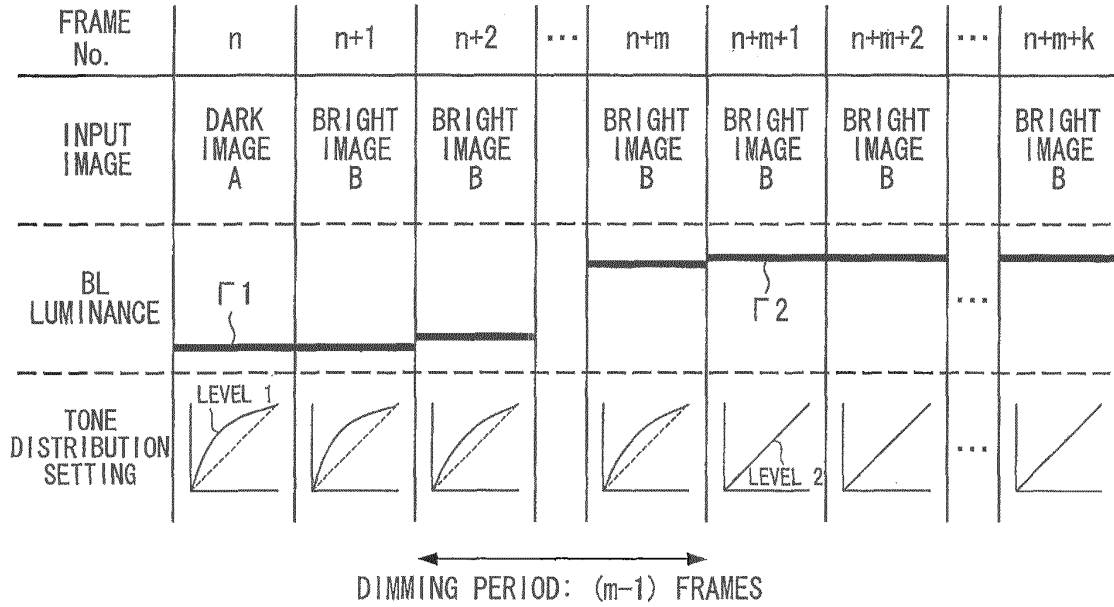 FRAME No. n n+1 n+2 ... n+m n+m+1 n+m+2 ... n+m+k
INPUT IMAGE
DARK IMAGE A
BRIGHT IMAGE B
BRIGHT IMAGE B
BRIGHT IMAGE B
BRIGHT IMAGE B
BRIGHT IMAGE B
BRIGHT IMAGE B
BL LUMINANCE
Γ1
Γ2
...
TONE DISTRIBUTION SETTING
LEVEL 1
LEVEL 2
...
DIMMING PERIOD: (m-1) FRAMES